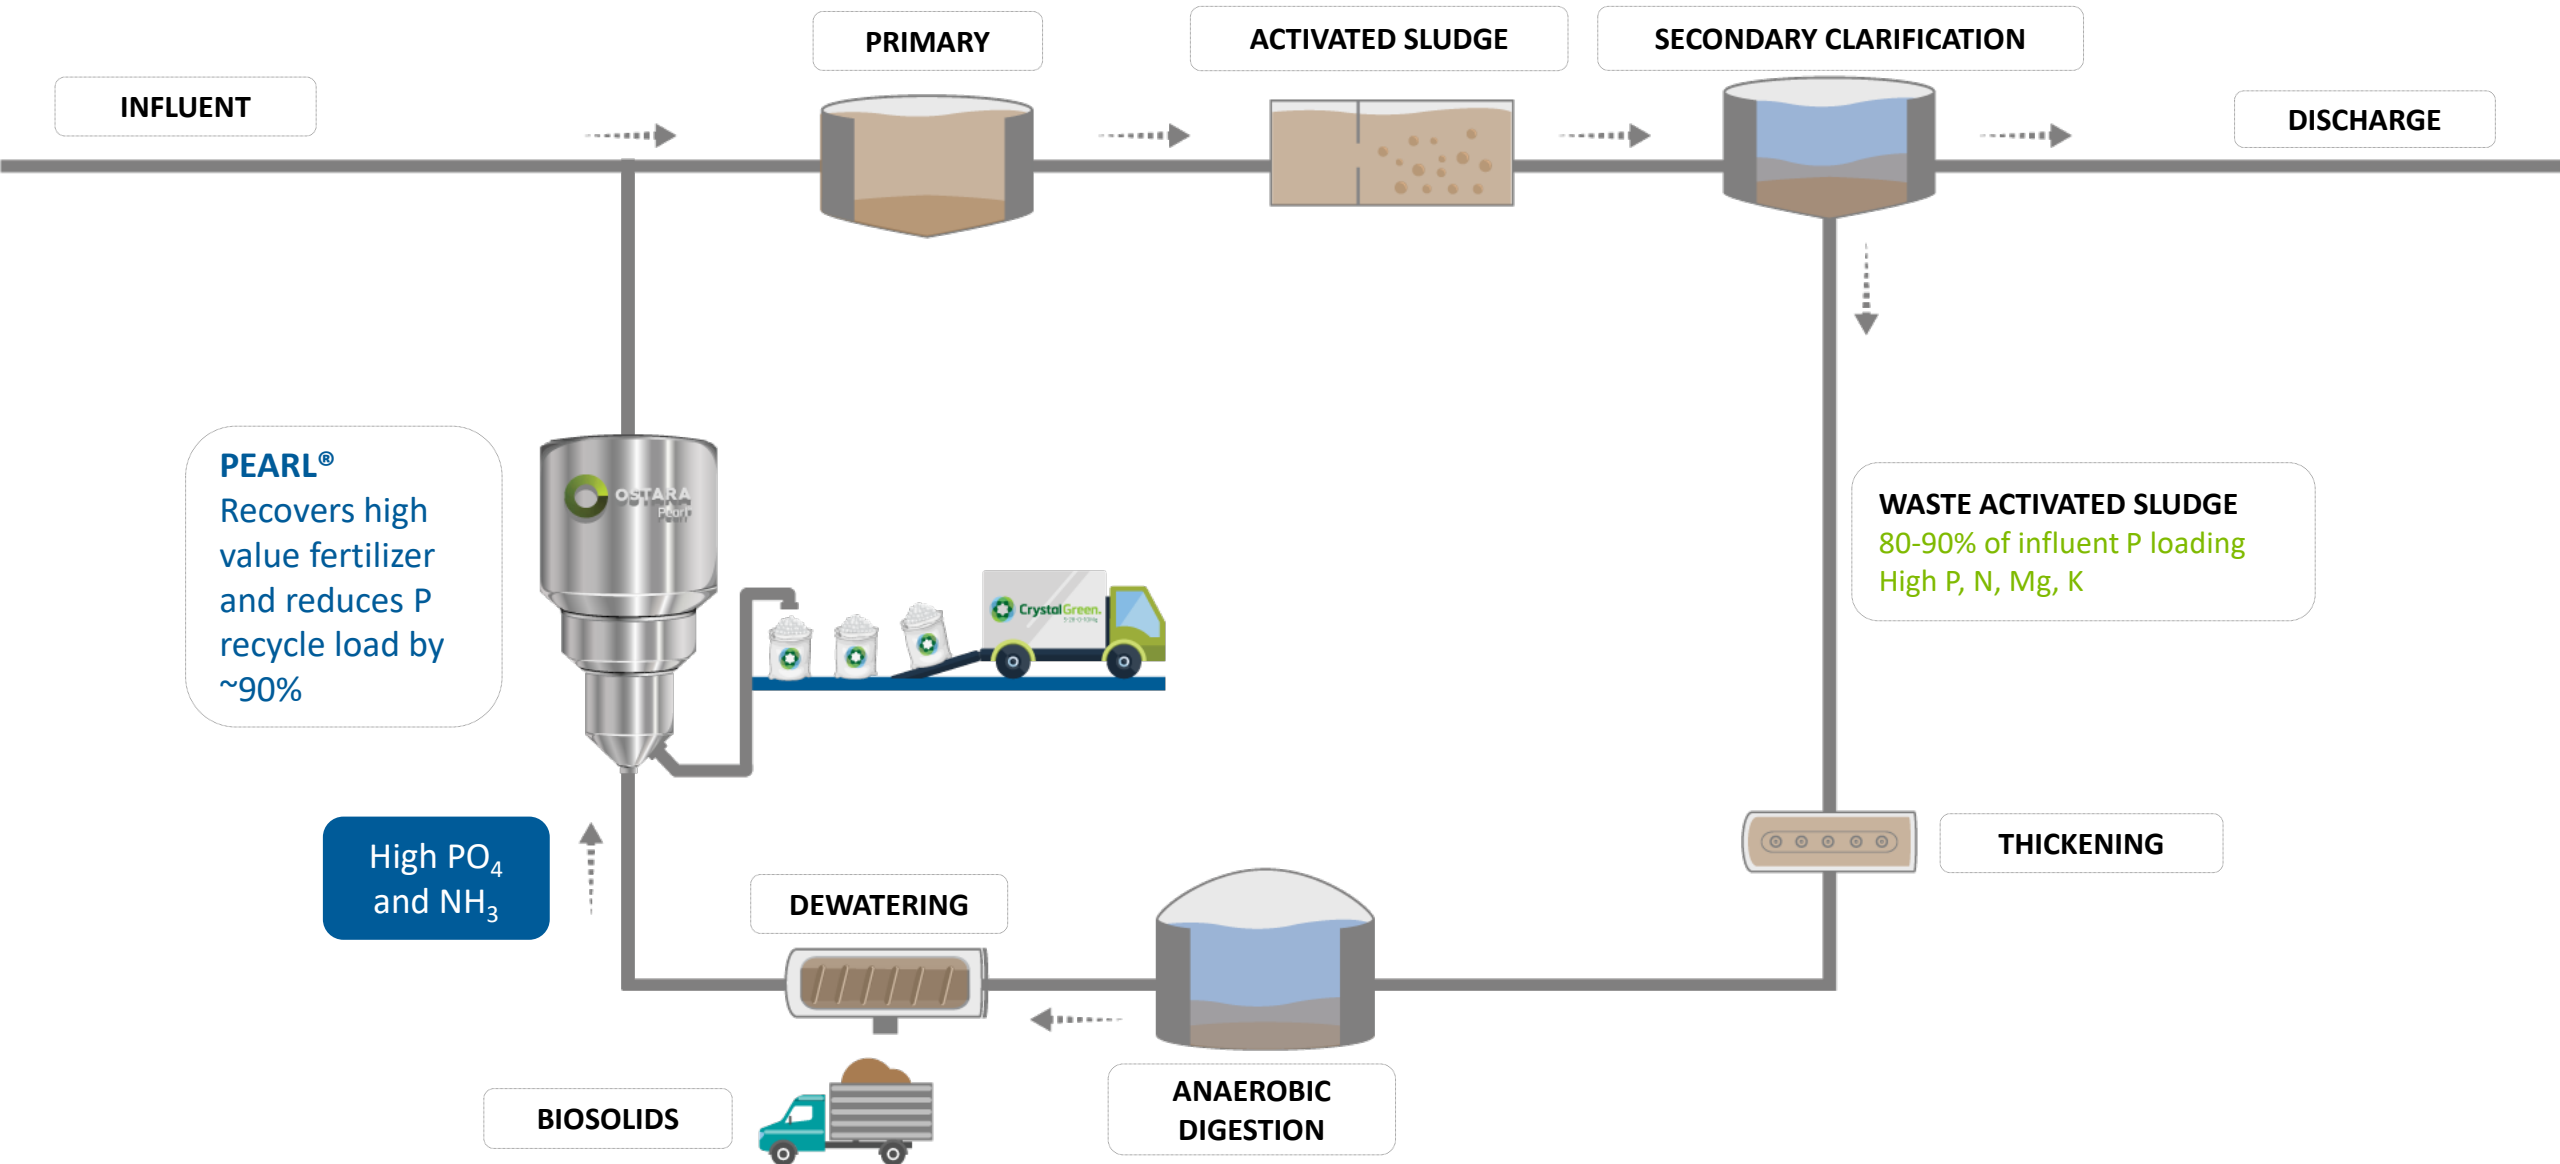 PRIMARY
ACTIVATED SLUDGE
SECONDARY CLARIFICATION
INFLUENT
DISCHARGE
PEARL®
Recovers high
value fertilizer
and reduces P
recycle load by
~90%
OSTARA
Pearl
WASTE ACTIVATED SLUDGE
80-90% of influent P loading
High P, N, Mg, K
CrystalGreen.
THICKENING
High PO₄
and NH₃
DEWATERING
ANAEROBIC
DIGESTION
BIOSOLIDS